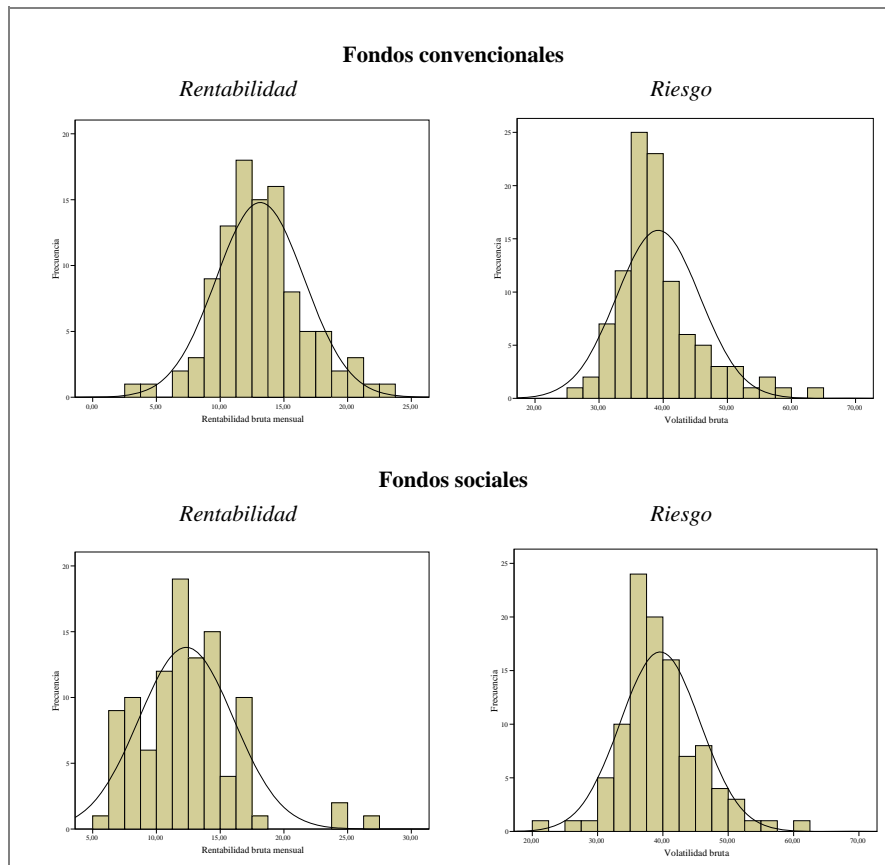 Fondos convencionales
Rentabilidad Riesgo
20
15
10
5
0
Frecuencia
0,00 5,00 10,00 15,00 20,00 25,00
Rentabilidad bruta mensual
25
20
15
10
5
0
Frecuencia
20,00 30,00 40,00 50,00 60,00 70,00
Volatilidad bruta
Fondos sociales
Rentabilidad Riesgo
20
15
10
5
0
Frecuencia
5,00 10,00 15,00 20,00 25,00 30,00
Rentabilidad bruta mensual
25
20
15
10
5
0
Frecuencia
20,00 30,00 40,00 50,00 60,00 70,00
Volatilidad bruta